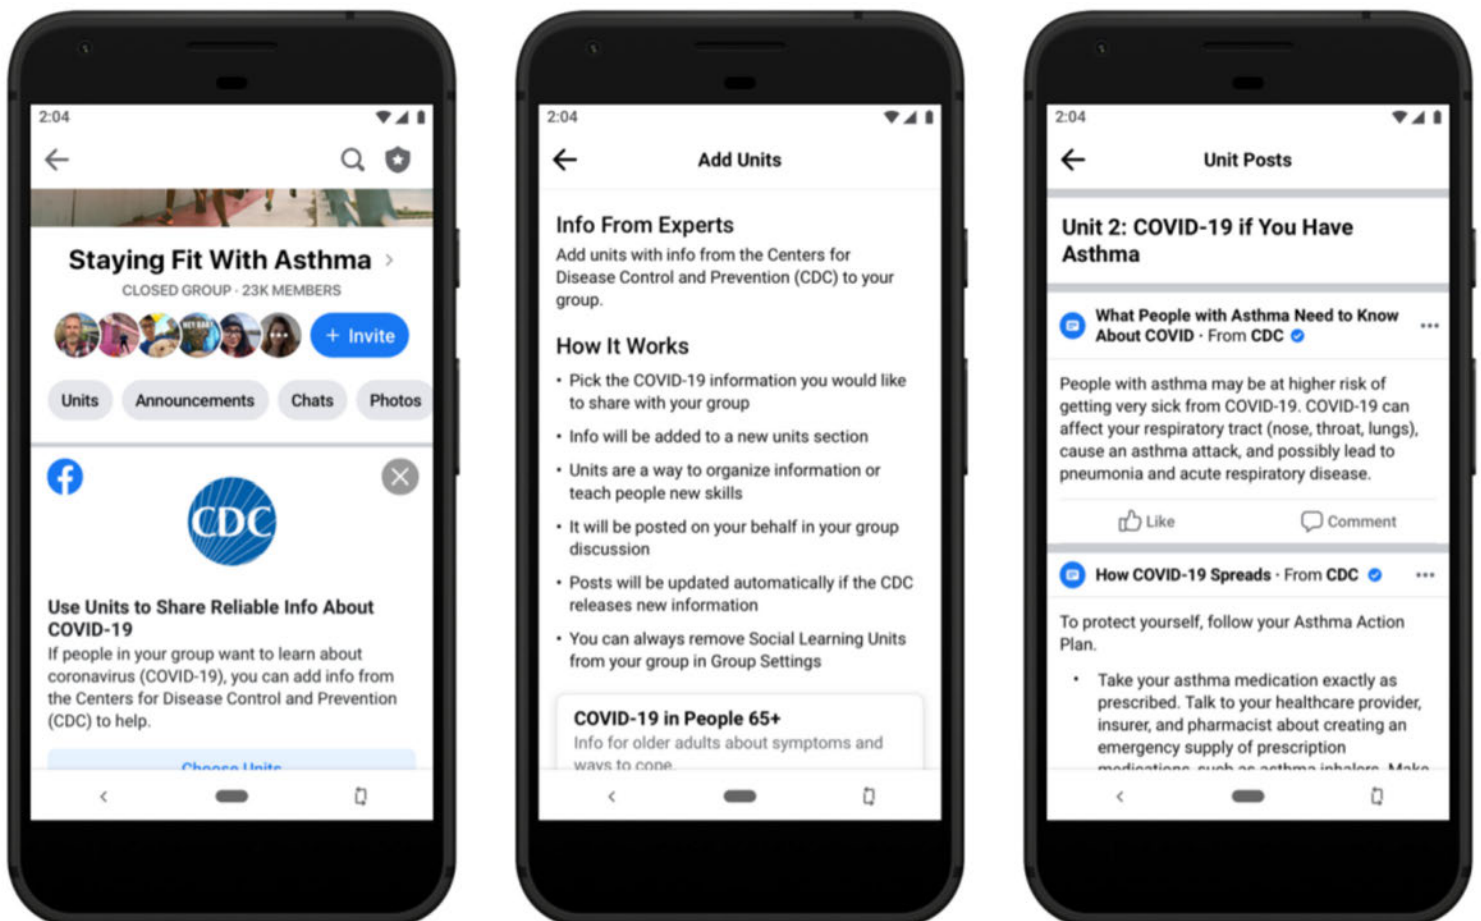 2:04
Staying Fit With Asthma
CLOSED GROUP · 23K MEMBERS
+ Invite
Units
Announcements
Chats
Photos
CDC
Use Units to Share Reliable Info About
COVID-19
If people in your group want to learn about
coronavirus (COVID-19), you can add info from
the Centers for Disease Control and Prevention
(CDC) to help.
Choose Units
2:04
Add Units
Info From Experts
Add units with info from the Centers for
Disease Control and Prevention (CDC) to your
group.
How It Works
• Pick the COVID-19 information you would like
to share with your group
• Info will be added to a new units section
• Units are a way to organize information or
teach people new skills
• It will be posted on your behalf in your group
discussion
• Posts will be updated automatically if the CDC
releases new information
• You can always remove Social Learning Units
from your group in Group Settings
COVID-19 in People 65+
Info for older adults about symptoms and
ways to cope.
2:04
Unit Posts
Unit 2: COVID-19 if You Have
Asthma
What People with Asthma Need to Know
About COVID · From CDC
People with asthma may be at higher risk of
getting very sick from COVID-19. COVID-19 can
affect your respiratory tract (nose, throat, lungs),
cause an asthma attack, and possibly lead to
pneumonia and acute respiratory disease.
Like
Comment
How COVID-19 Spreads · From CDC
To protect yourself, follow your Asthma Action
Plan.
• Take your asthma medication exactly as
prescribed. Talk to your healthcare provider,
insurer, and pharmacist about creating an
emergency supply of prescription
medications, such as asthma inhalers. Make